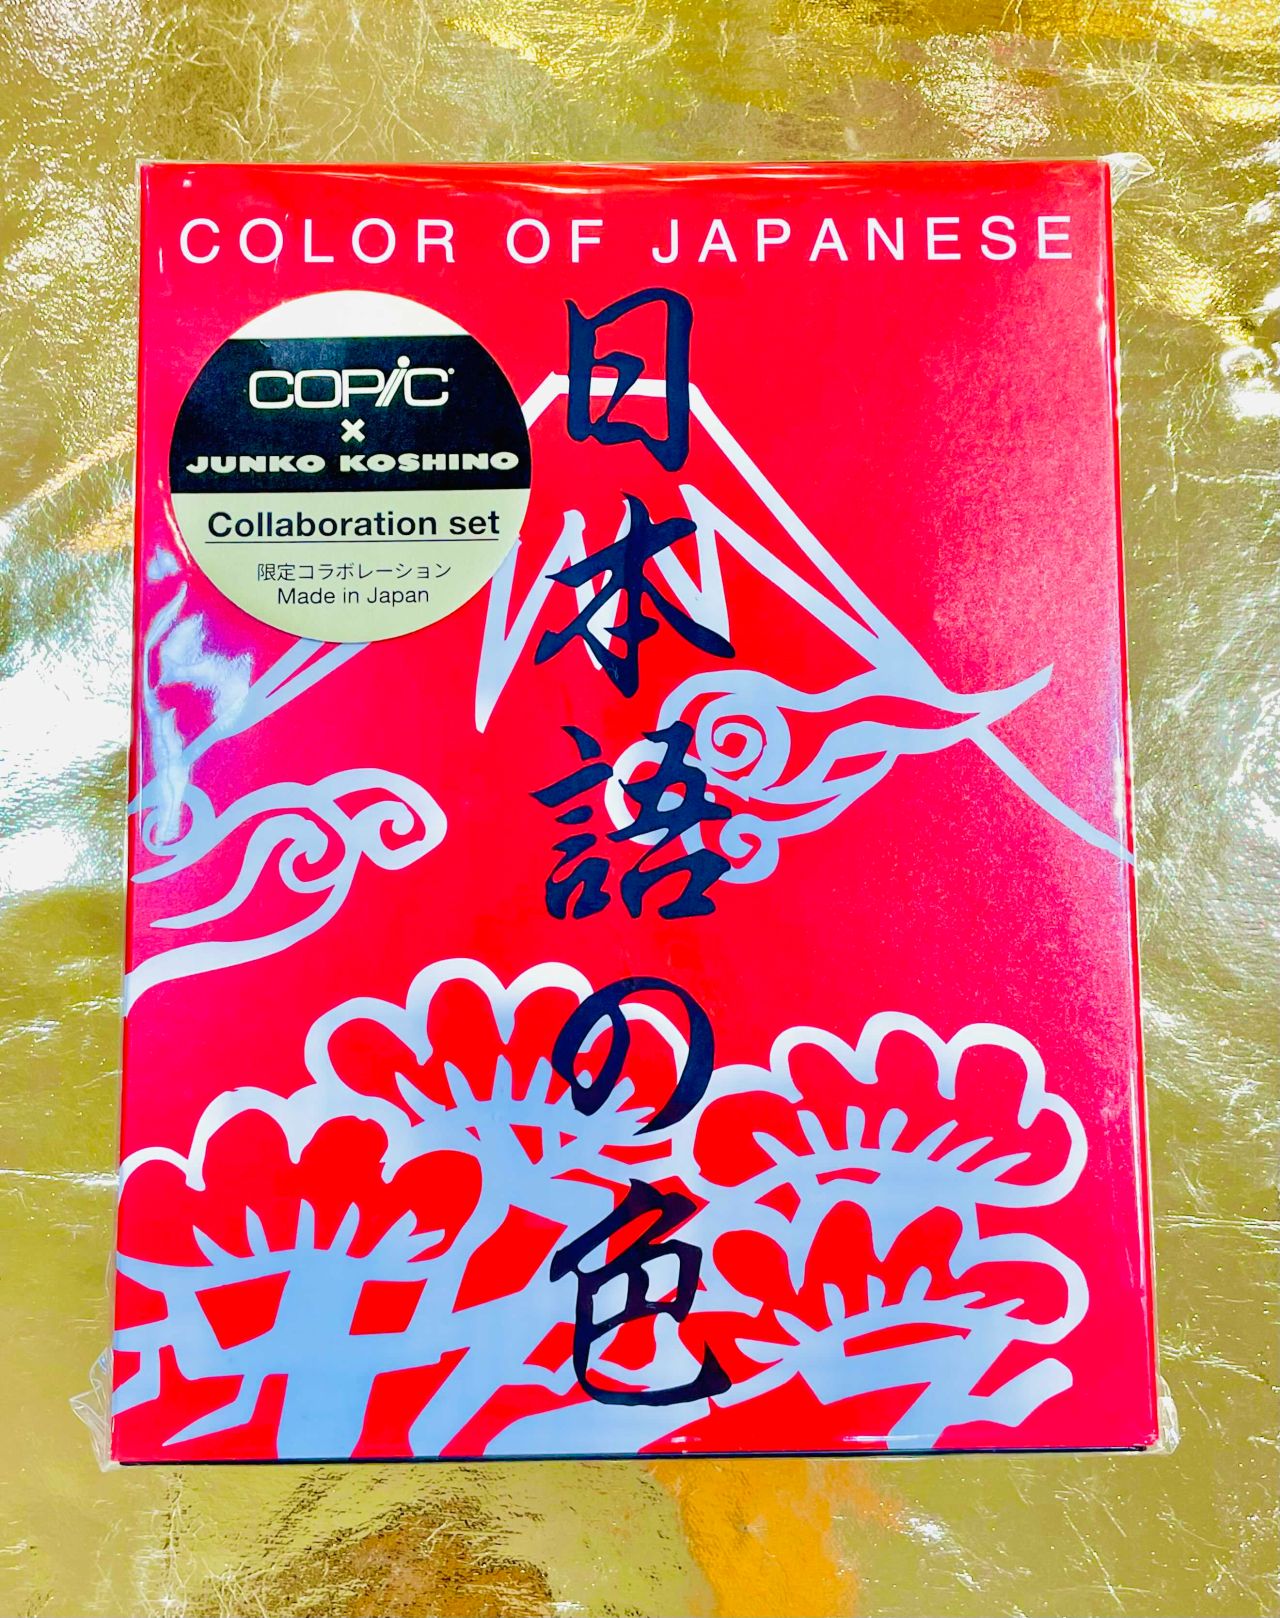 COLOR OF JAPANESE
日本語の色
COPIC
×
JUNKO KOSHINO
Collaboration set
限定コラボレーション
Made in Japan